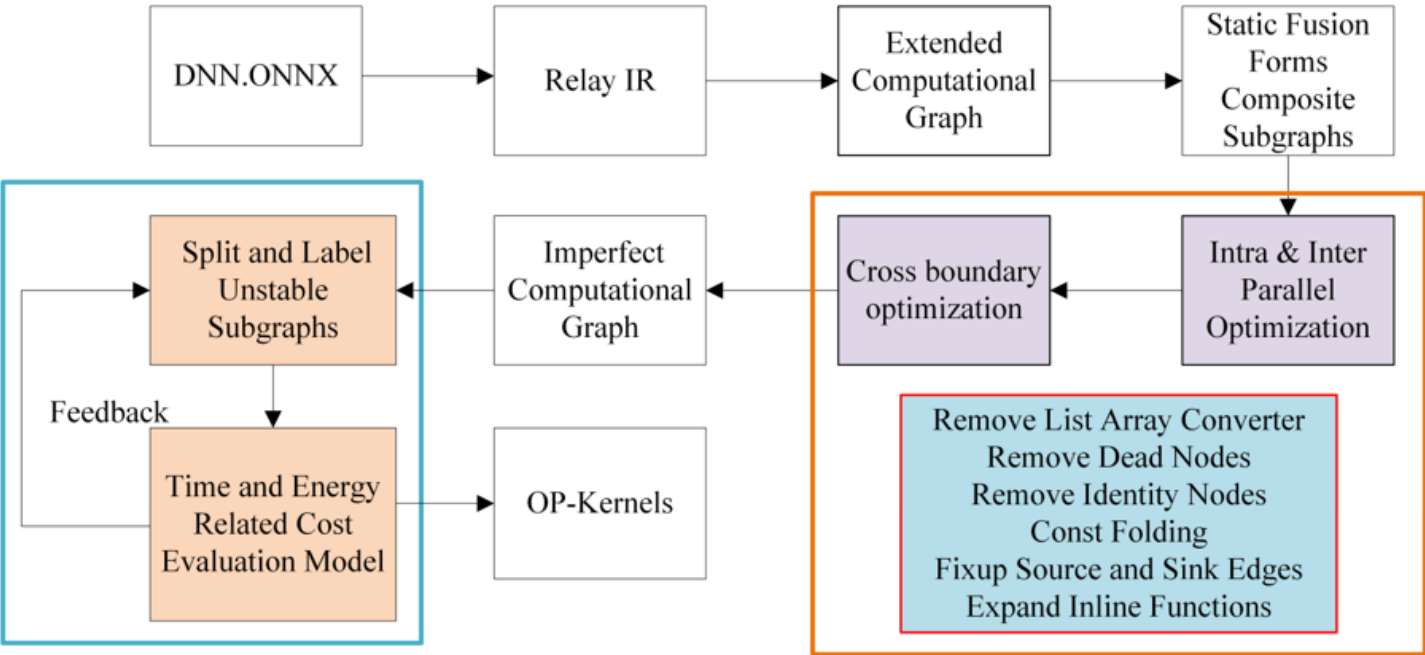 DNN.ONNX
Relay IR
Extended
Computational
Graph
Static Fusion
Forms
Composite
Subgraphs
Split and Label
Unstable
Subgraphs
Imperfect
Computational
Graph
Cross boundary
optimization
Intra & Inter
Parallel
Optimization
Feedback
Time and Energy
Related Cost
Evaluation Model
OP-Kernels
Remove List Array Converter
Remove Dead Nodes
Remove Identity Nodes
Const Folding
Fixup Source and Sink Edges
Expand Inline Functions